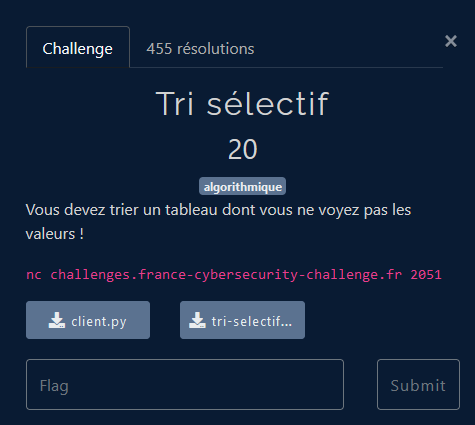 Challenge
455 résolutions
×
Tri sélectif
20
algorithmique
Vous devez trier un tableau dont vous ne voyez pas les
valeurs !
nc challenges.france-cybersecurity-challenge.fr 2051
client.py
tri-selectif...
Flag
Submit